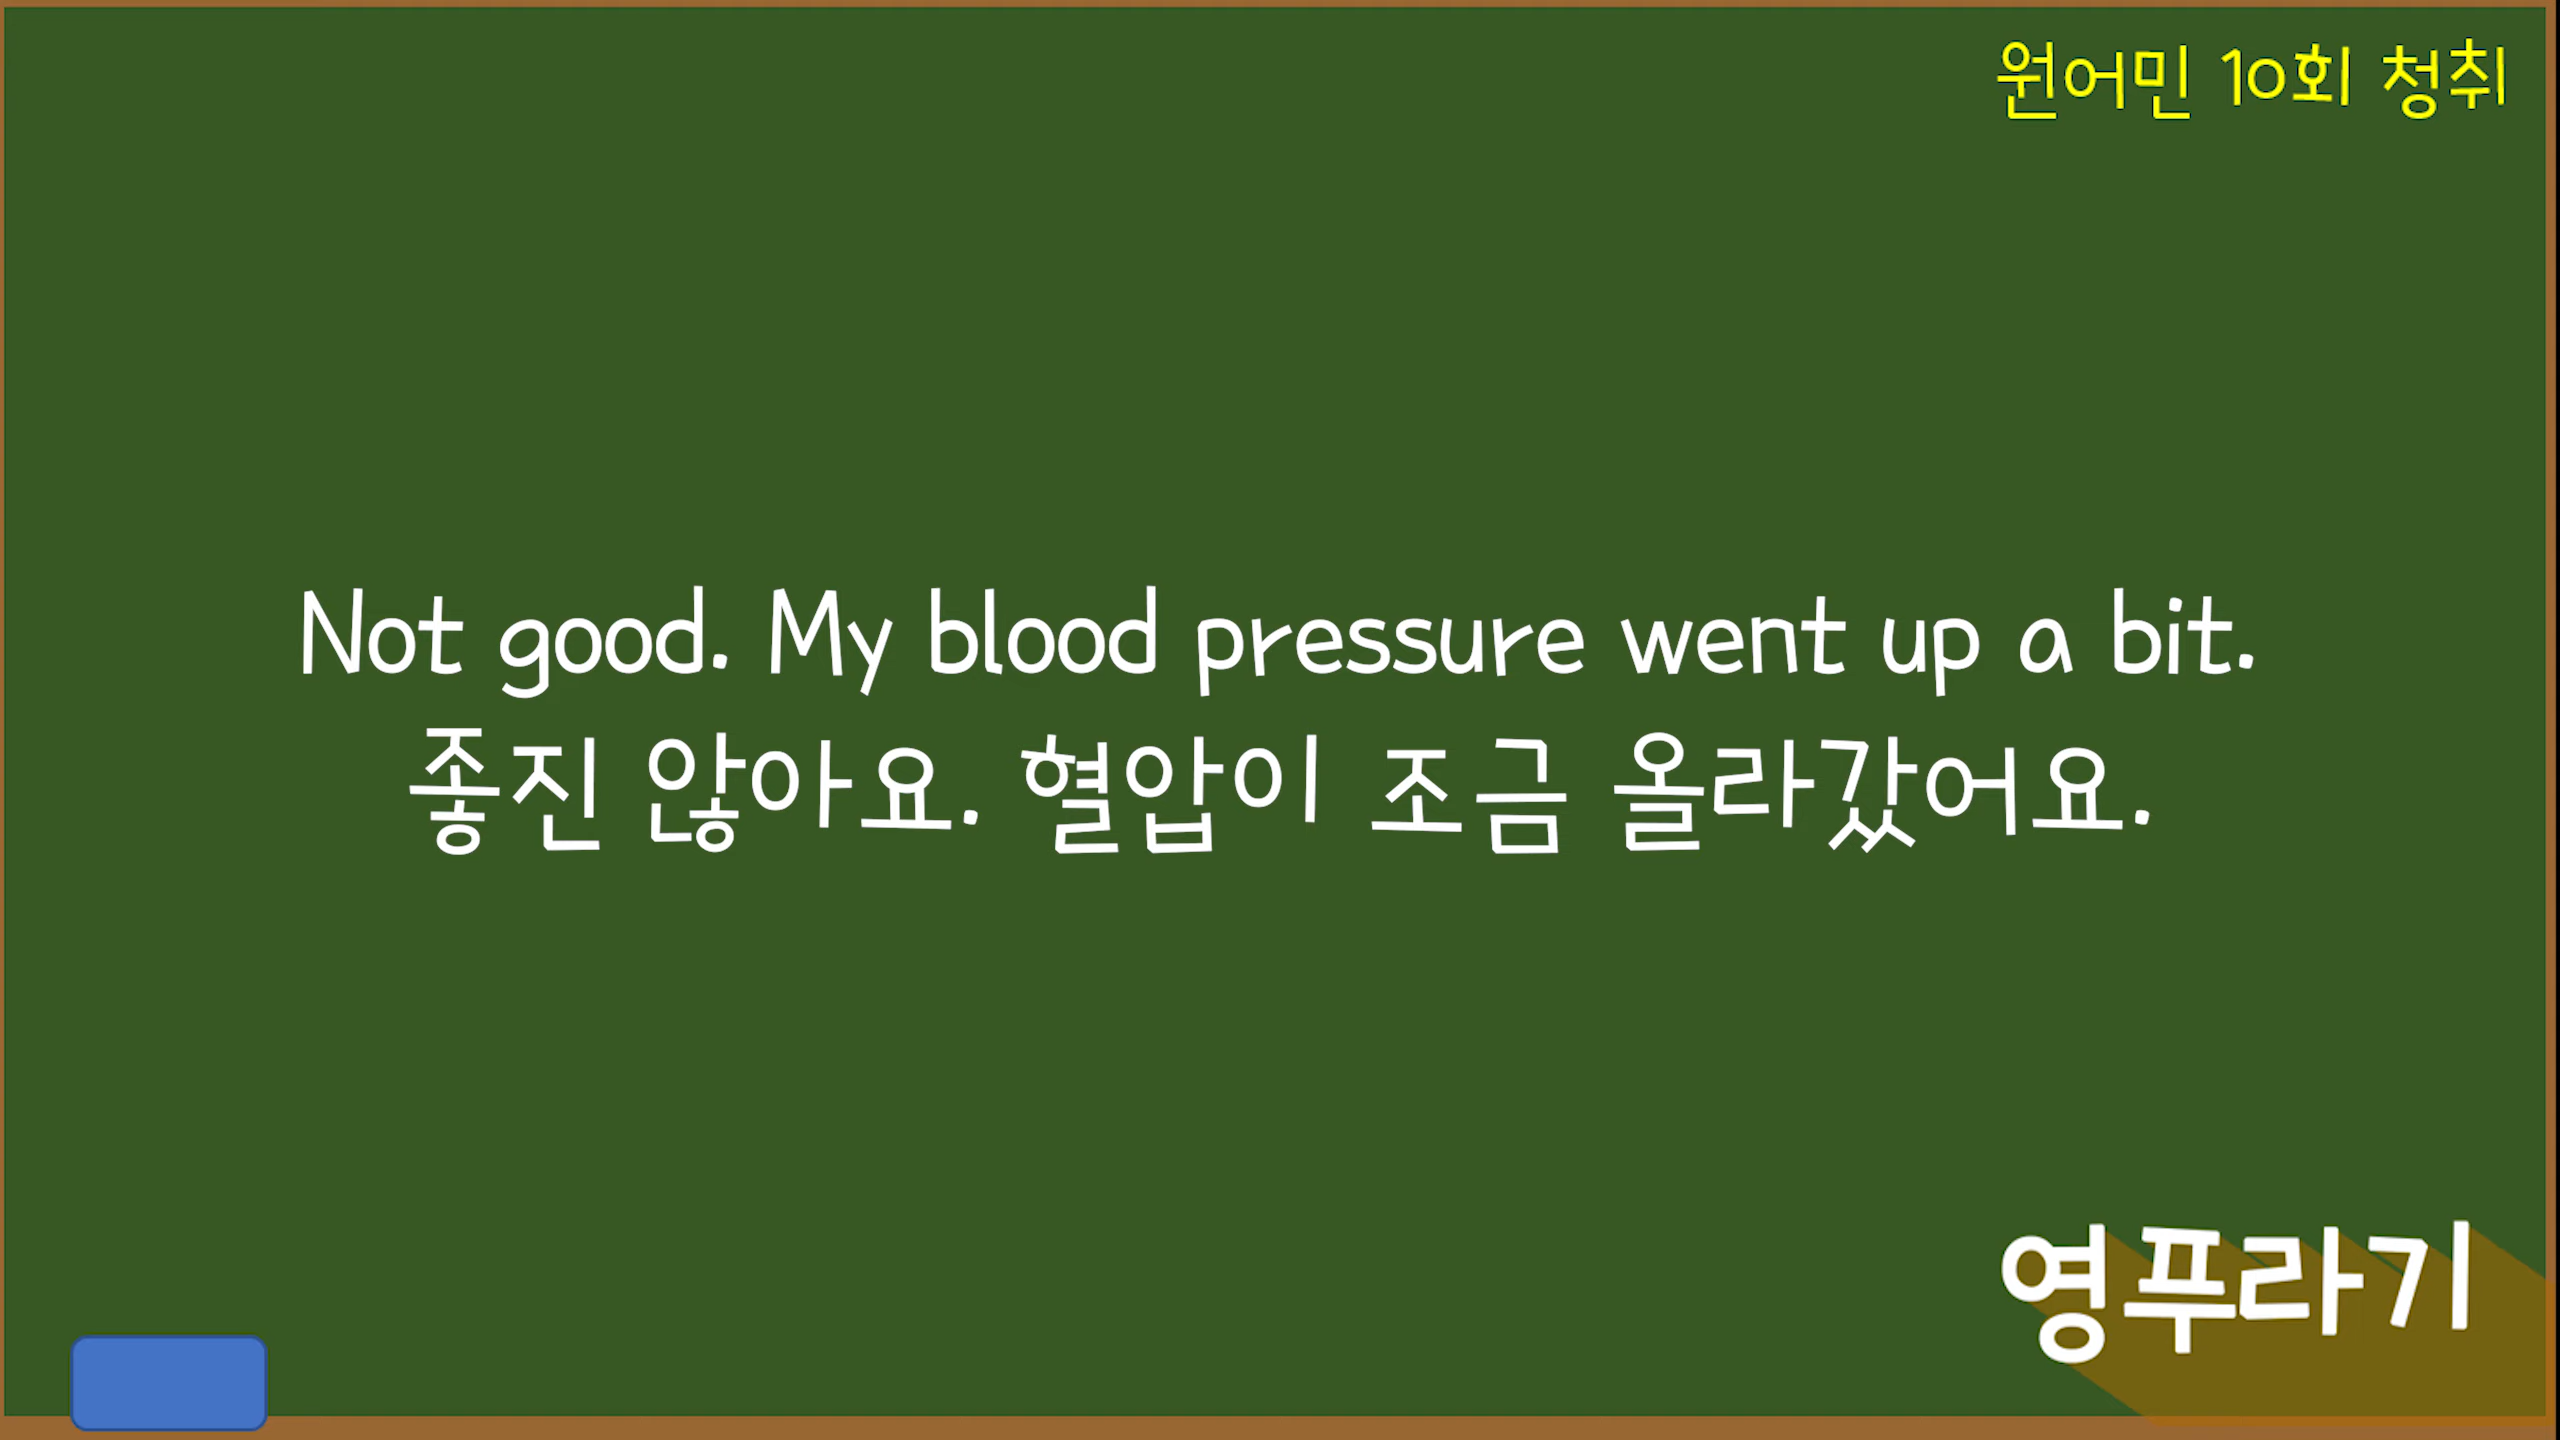 원어민 10회 청취
Not good. My blood pressure went up a bit.
좋진 않아요. 혈압이 조금 올라갔어요.
영푸라기